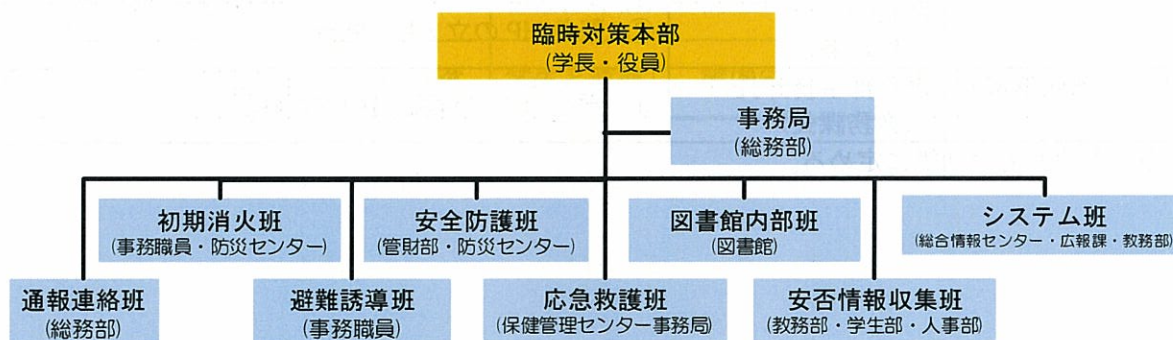 臨時対策本部
(学長・役員)
事務局
(総務部)
初期消火班
(事務職員・防災センター)
安全防護班
(管財部・防災センター)
図書館内部班
(図書館)
システム班
(総合情報センター・広報課・教務部)
通報連絡班
(総務部)
避難誘導班
(事務職員)
応急救護班
(保健管理センター事務局)
安否情報収集班
(教務部・学生部・人事部)